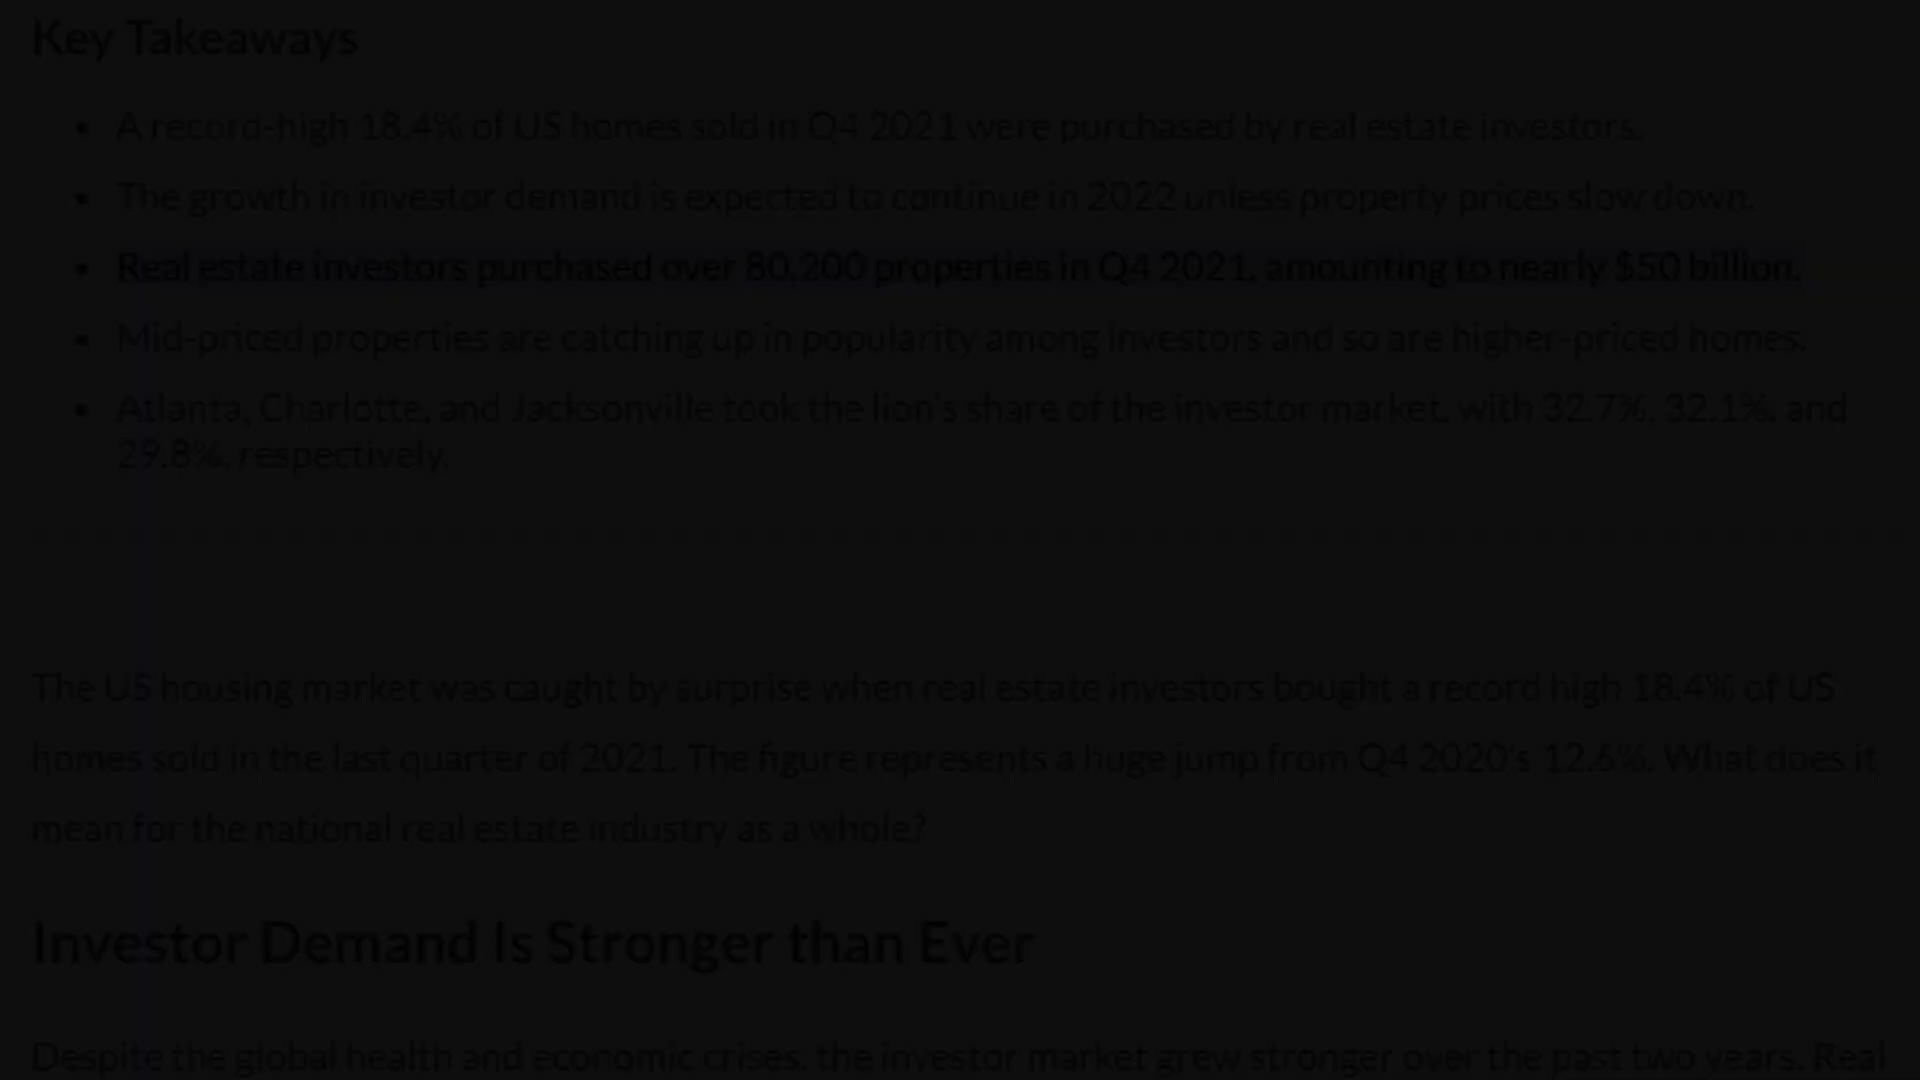 Key Takeaways
• A record-high 18.4% of US homes sold in Q4 2021 were purchased by real estate investors.
• The growth in investor demand is expected to continue in 2022 unless property prices slow down.
• Real estate investors purchased over 80,200 properties in Q4 2021, amounting to nearly $50 billion.
• Mid-priced properties are catching up in popularity among investors and so are higher-priced homes.
• Atlanta, Charlotte, and Jacksonville took the lion's share of the investor market, with 32.7%, 32.1%, and
29.8%, respectively.
The US housing market was caught by surprise when real estate investors bought a record high 18.4% of US
homes sold in the last quarter of 2021. The figure represents a huge jump from Q4 2020's 12.6%. What does it
mean for the national real estate industry as a whole?
Investor Demand Is Stronger than Ever
Despite the global health and economic crises, the investor market grew stronger over the past two years. Real